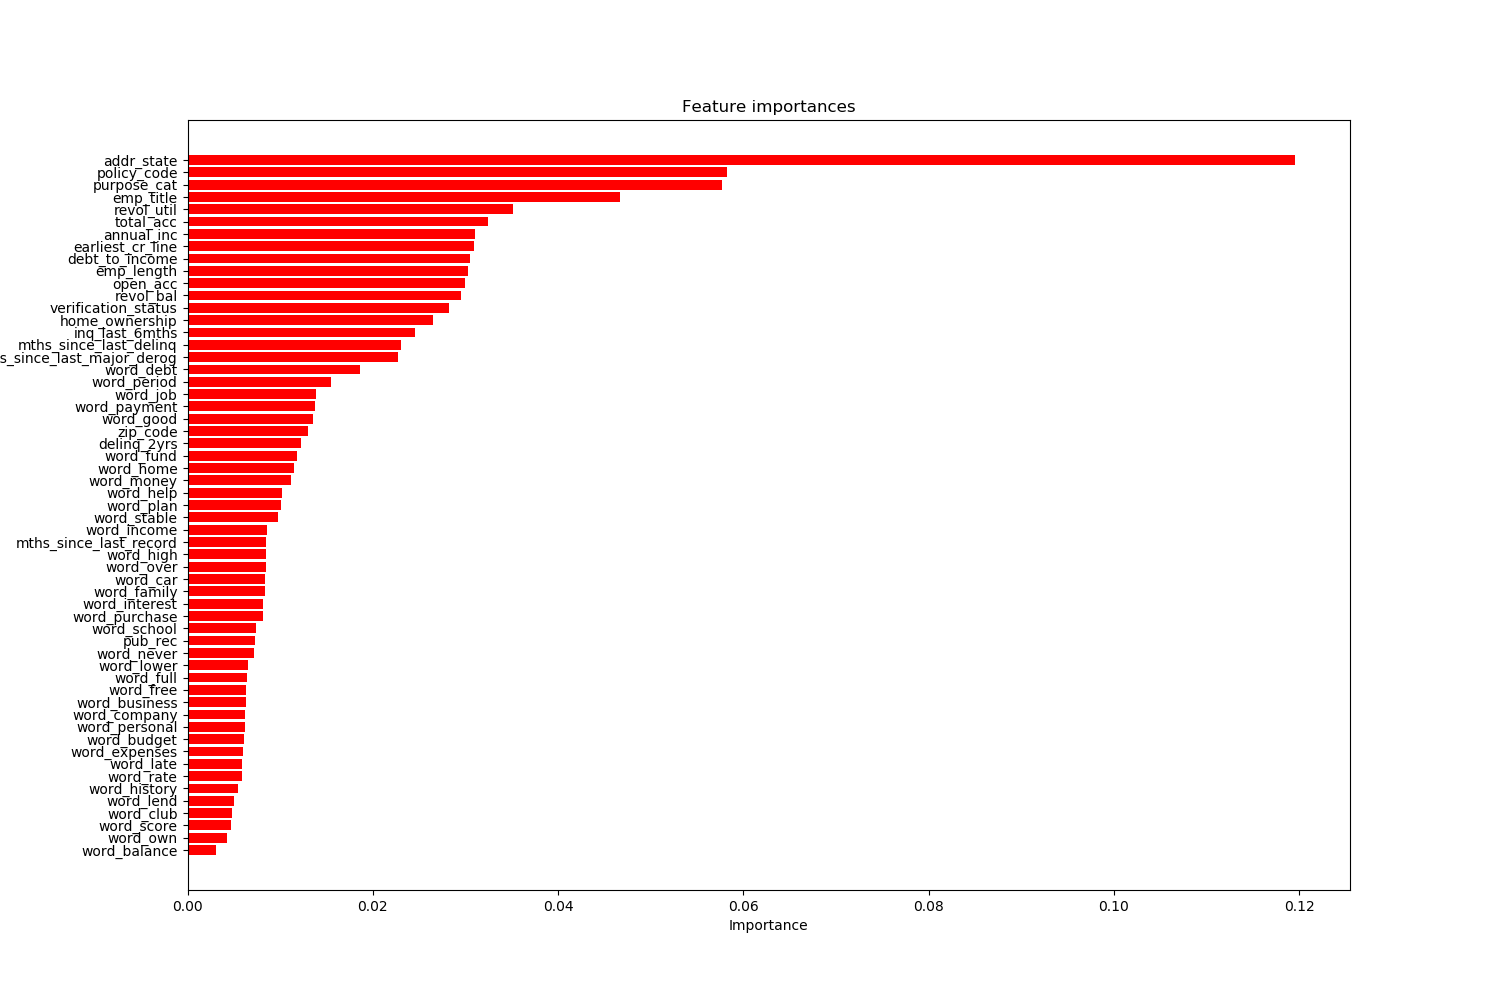 Feature importances
addr_state
policy_code
purpose_cat
emp_title
revol_util
total_acc
annual_inc
earliest_cr_line
debt_to_income
emp_length
open_acc
revol_bal
verification_status
home_ownership
inq_last_6mths
mths_since_last_delinq
s_since_last_major_derog
word_debt
word_period
word_job
word_payment
word_good
zip_code
delinq_2yrs
word_fund
word_home
word_money
word_help
word_plan
word_stable
word_income
mths_since_last_record
word_high
word_over
word_car
word_family
word_interest
word_purchase
word_school
pub_rec
word_never
word_lower
word_full
word_free
word_business
word_company
word_personal
word_budget
word_expenses
word_late
word_rate
word_history
word_lend
word_club
word_score
word_own
word_balance
0.00 0.02 0.04 0.06 0.08 0.10 0.12
Importance